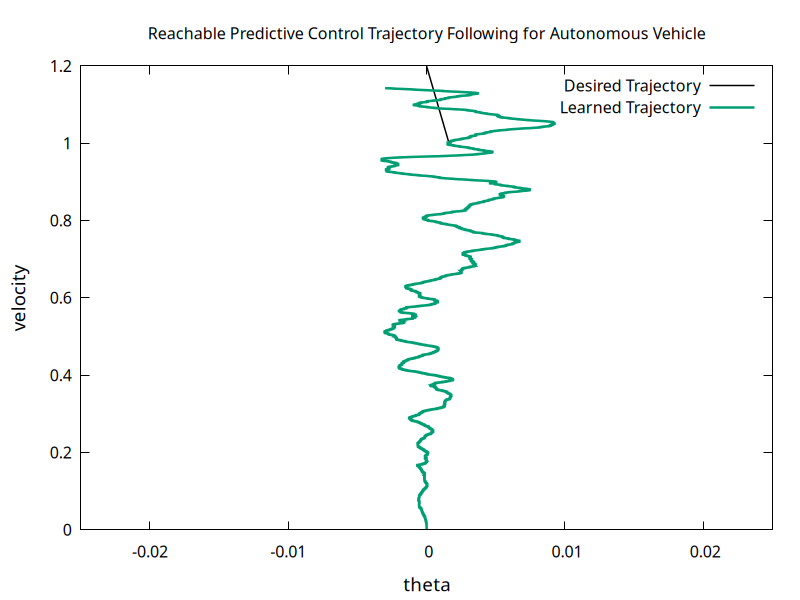 Reachable Predictive Control Trajectory Following for Autonomous Vehicle
Desired Trajectory
Learned Trajectory
1.2
1
0.8
0.6
0.4
0.2
0
velocity
-0.02 -0.01 0 0.01 0.02
theta